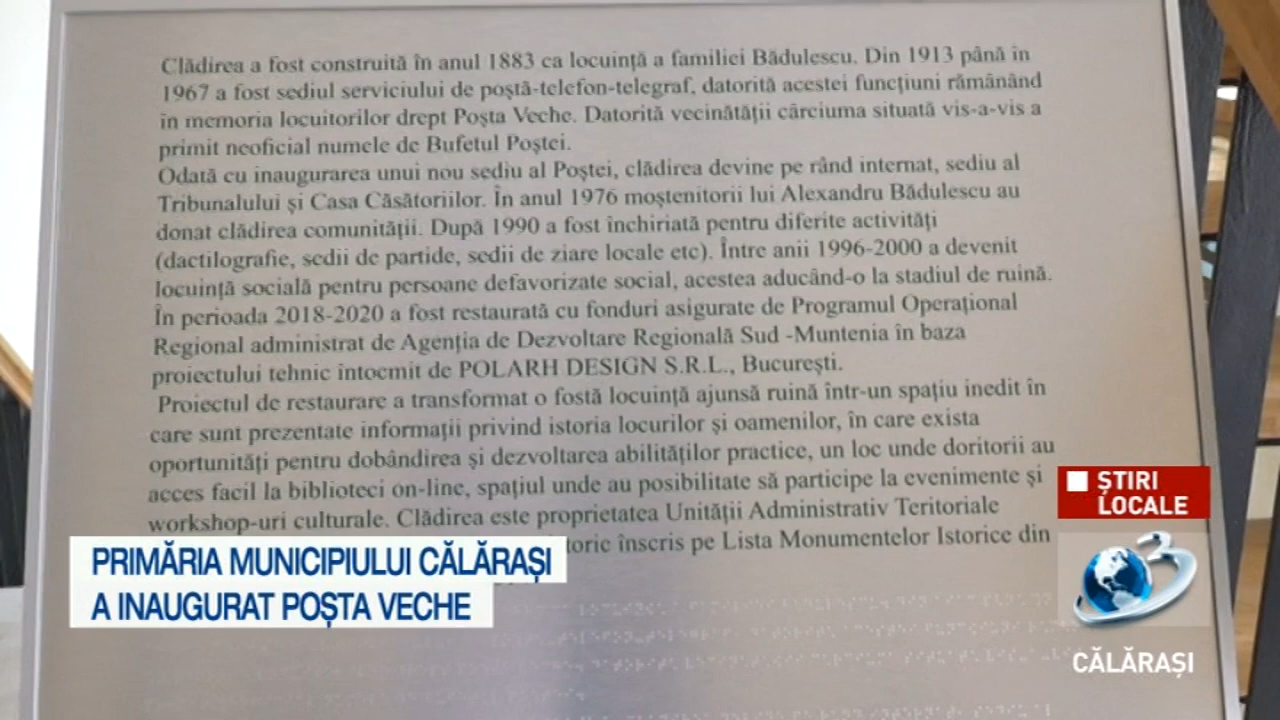 Clădirea a fost construită în anul 1883 ca locuință a familiei Bădulescu. Din 1913 până în
1967 a fost sediul serviciului de poștă-telefon-telegraf, datorită acestei funcțiuni rămânând
în memoria locuitorilor drept Poșta Veche. Datorită vecinătății cârciuma situată vis-a-vis a
primit neoficial numele de Bufetul Poștei.
Odată cu inaugurarea unui nou sediu al Poștei, clădirea devine pe rând internat, sediu al
Tribunalului și Casa Căsătoriilor. În anul 1976 moștenitorii lui Alexandru Bădulescu au
donat clădirea comunității. După 1990 a fost închiriată pentru diferite activități
(dactilografie, sedii de partide, sedii de ziare locale etc). Între anii 1996-2000 a devenit
locuință socială pentru persoane defavorizate social, acestea aducând-o la stadiul de ruină.
În perioada 2018-2020 a fost restaurată cu fonduri asigurate de Programul Operațional
Regional administrat de Agenția de Dezvoltare Regională Sud -Muntenia în baza
proiectului tehnic întocmit de POLARH DESIGN S.R.L., București.
Proiectul de restaurare a transformat o fostă locuință ajunsă ruină într-un spațiu inedit în
care sunt prezentate informații privind istoria locurilor și oamenilor, în care exista
oportunități pentru dobândirea și dezvoltarea abilităților practice, un loc unde doritorii au
acces facil la biblioteci on-line, spațiul unde au posibilitate să participe la evenimente și
workshop-uri culturale. Clădirea este proprietatea Unității Administrativ Teritoriale
înscris pe Lista Monumentelor Istorice din
ȘTIRI
LOCALE
PRIMĂRIA MUNICIPIULUI CĂLĂRAȘI
A INAUGURAT POȘTA VECHE
3
CĂLĂRAȘI